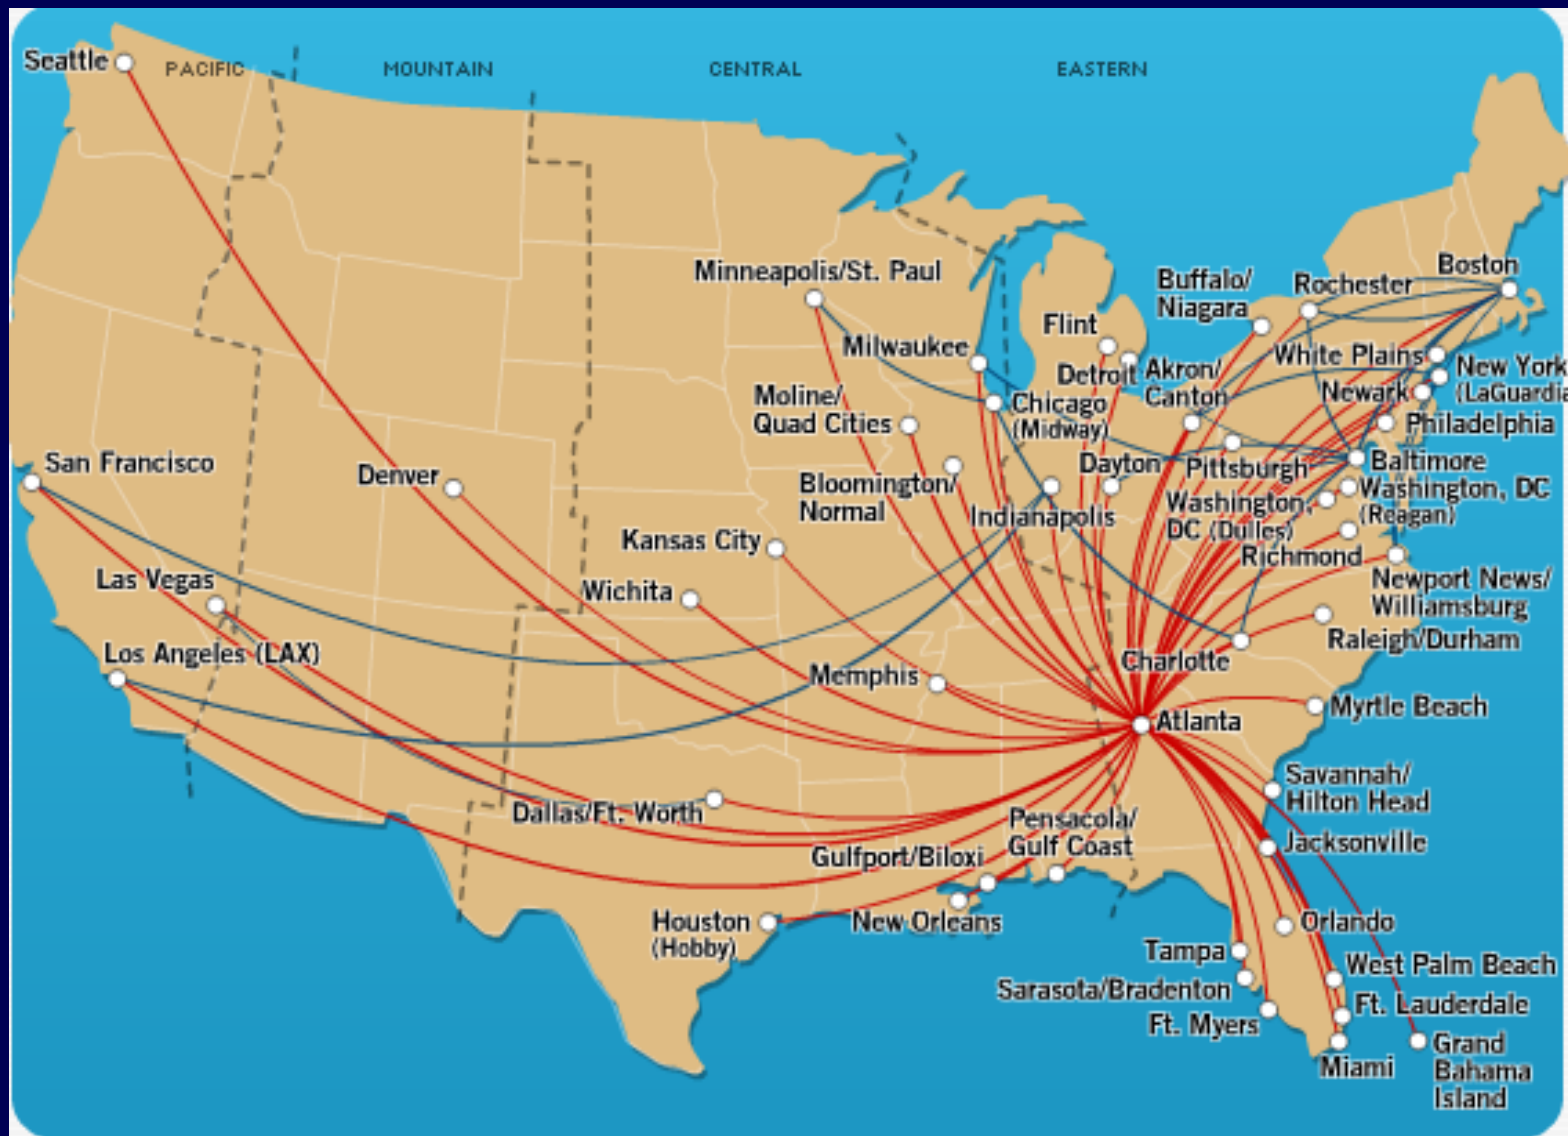 PACIFIC
MOUNTAIN
CENTRAL
EASTERN
Seattle
Minneapolis/St. Paul
Milwaukee
Flint
Detroit
Buffalo/
Niagara
Rochester
Boston
White Plains
New York
(LaGuardia
Newark
Akron/
Canton
Chicago
(Midway)
Moline/
Quad Cities
Philadelphia
San Francisco
Denver
Bloomington/
Normal
Dayton
Pittsburgh
Baltimore
Indianapolis
Washington,
DC (Dulles)
Washington, DC
(Reagan)
Kansas City
Richmond
Las Vegas
Wichita
Newport News/
Williamsburg
Raleigh/Durham
Los Angeles (LAX)
Memphis
Charlotte
Atlanta
Myrtle Beach
Dallas/Ft. Worth
Savannah/
Hilton Head
Pensacola/
Gulf Coast
Gulfport/Biloxi
Jacksonville
Houston
(Hobby)
New Orleans
Orlando
Tampa
West Palm Beach
Sarasota/Bradenton
Ft. Lauderdale
Ft. Myers
Miami
Grand
Bahama
Island